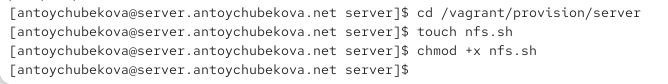 [antoychubekova@server.antoychubekova.net server]$ cd /vagrant/provision/server
[antoychubekova@server.antoychubekova.net server]$ touch nfs.sh
[antoychubekova@server.antoychubekova.net server]$ chmod +x nfs.sh
[antoychubekova@server.antoychubekova.net server]$